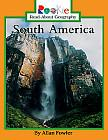 Rookie
Read-About Geography
South America
By Allan Fowler